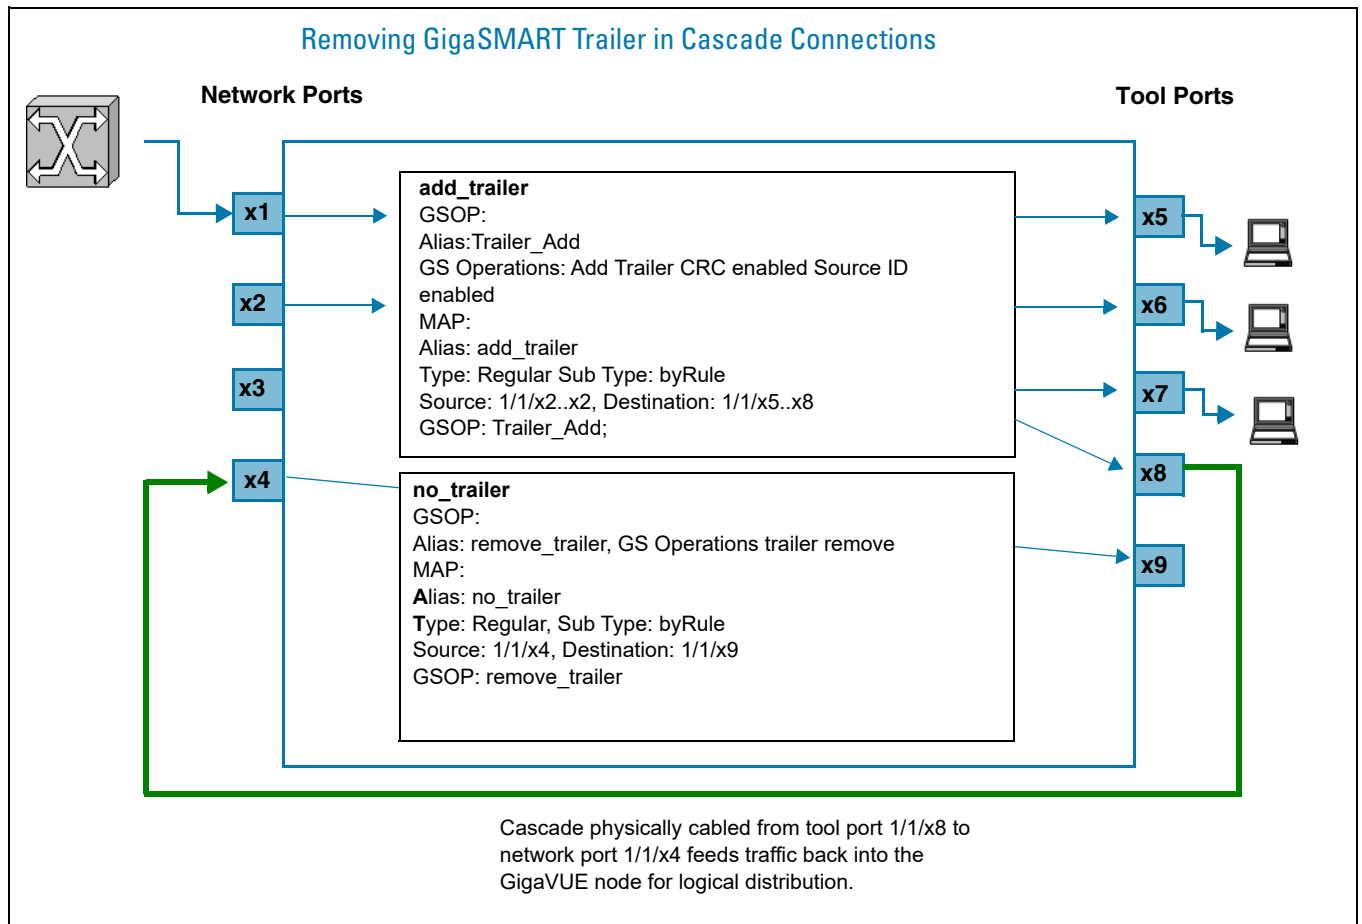 Removing GigaSMART Trailer in Cascade Connections
Network Ports
Tool Ports
x1
x2
x3
x4
add_trailer
GSOP:
Alias:Trailer_Add
GS Operations: Add Trailer CRC enabled Source ID
enabled
MAP:
Alias: add_trailer
Type: Regular Sub Type: byRule
Source: 1/1/x2..x2, Destination: 1/1/x5..x8
GSOP: Trailer_Add;
no_trailer
GSOP:
Alias: remove_trailer, GS Operations trailer remove
MAP:
Alias: no_trailer
Type: Regular, Sub Type: byRule
Source: 1/1/x4, Destination: 1/1/x9
GSOP: remove_trailer
x5
x6
x7
x8
x9
Cascade physically cabled from tool port 1/1/x8 to
network port 1/1/x4 feeds traffic back into the
GigaVUE node for logical distribution.